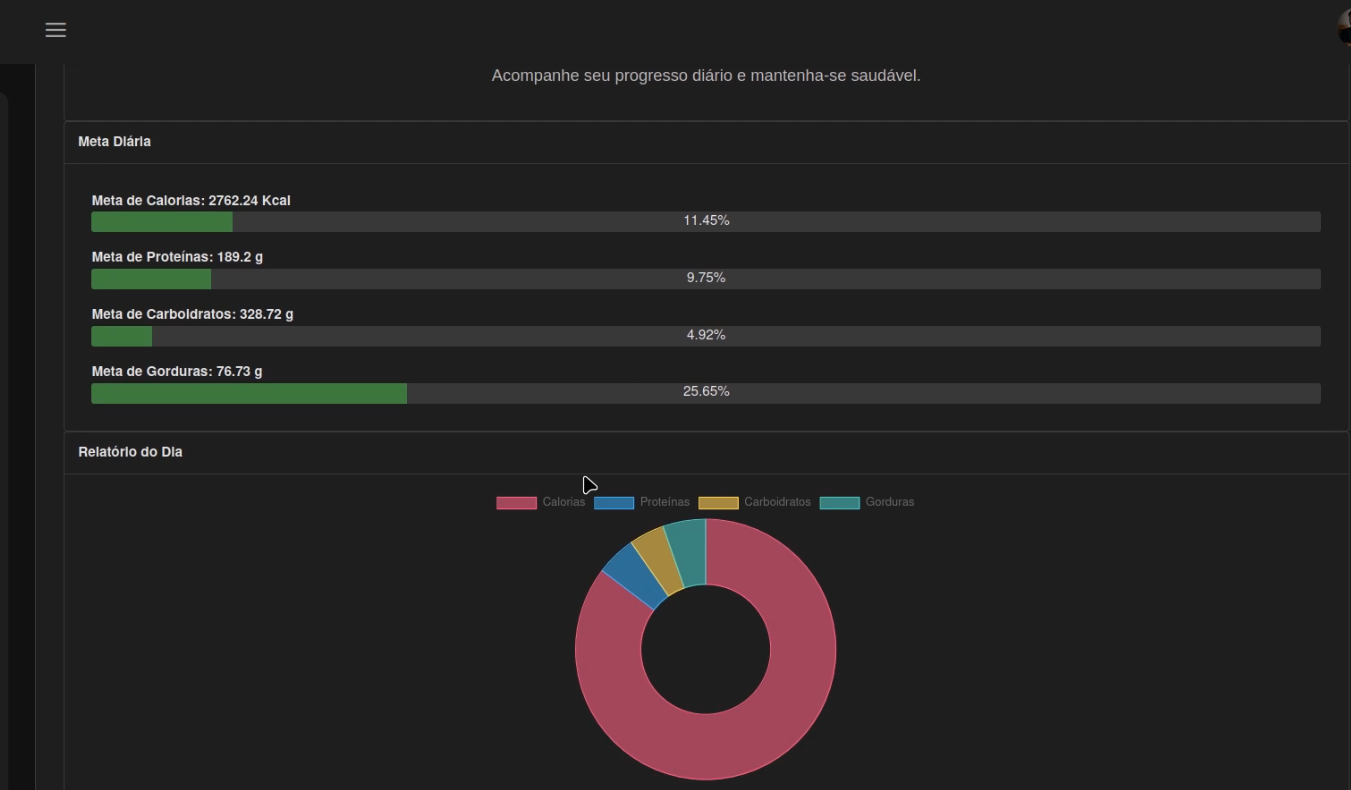 Acompanhe seu progresso diário e mantenha-se saudável.
Meta Diária
Meta de Calorias: 2762.24 Kcal
11.45%
Meta de Proteínas: 189.2 g
9.75%
Meta de Carboidratos: 328.72 g
4.92%
Meta de Gorduras: 76.73 g
25.65%
Relatório do Dia
Calorias Proteínas Carboidratos Gorduras